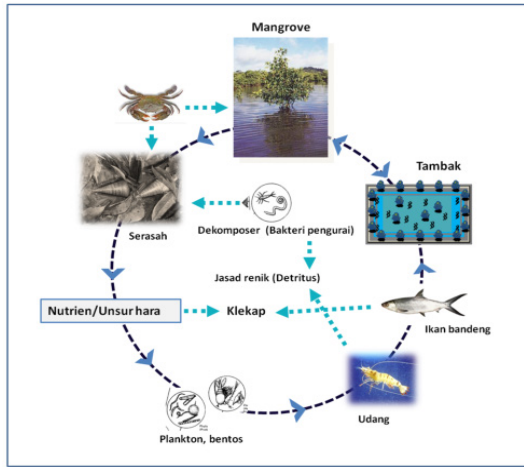 Mangrove
Tambak
Serasah
Dekomposer (Bakteri pengurai)
Jasad renik (Detritus)
Nutrien/Unsur hara
Klekap
Ikan bandeng
Udang
Plankton, bentos